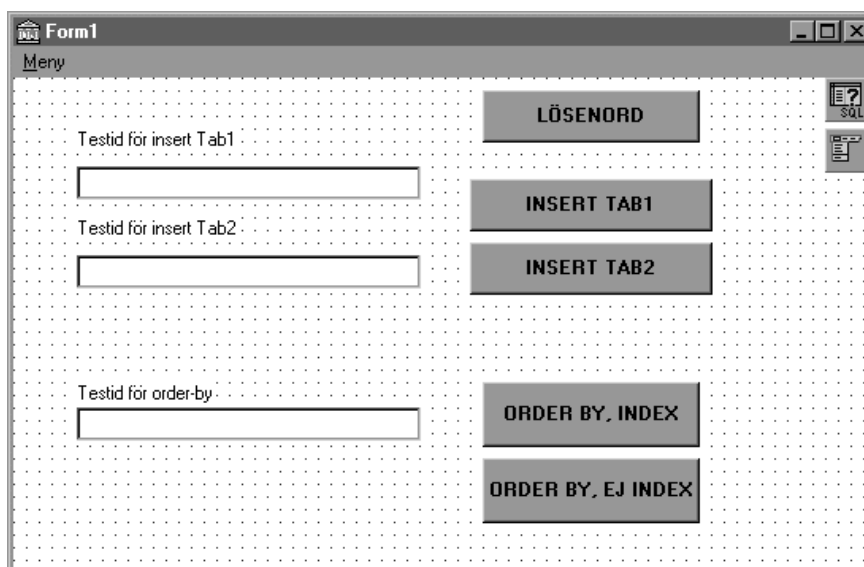 Form1
Meny
LÖSENORD
Testid för insert Tab1
INSERT TAB1
Testid för insert Tab2
INSERT TAB2
Testid för order-by
ORDER BY, INDEX
ORDER BY, EJ INDEX
?
SQL